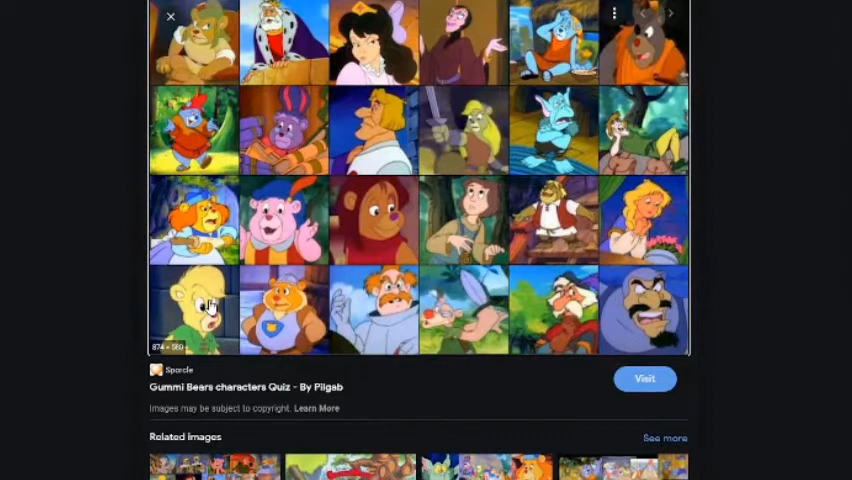 874 × 580
Sporcle
Gummi Bears characters Quiz - By Pilgab
Visit
Images may be subject to copyright. Learn More
Related images
See more